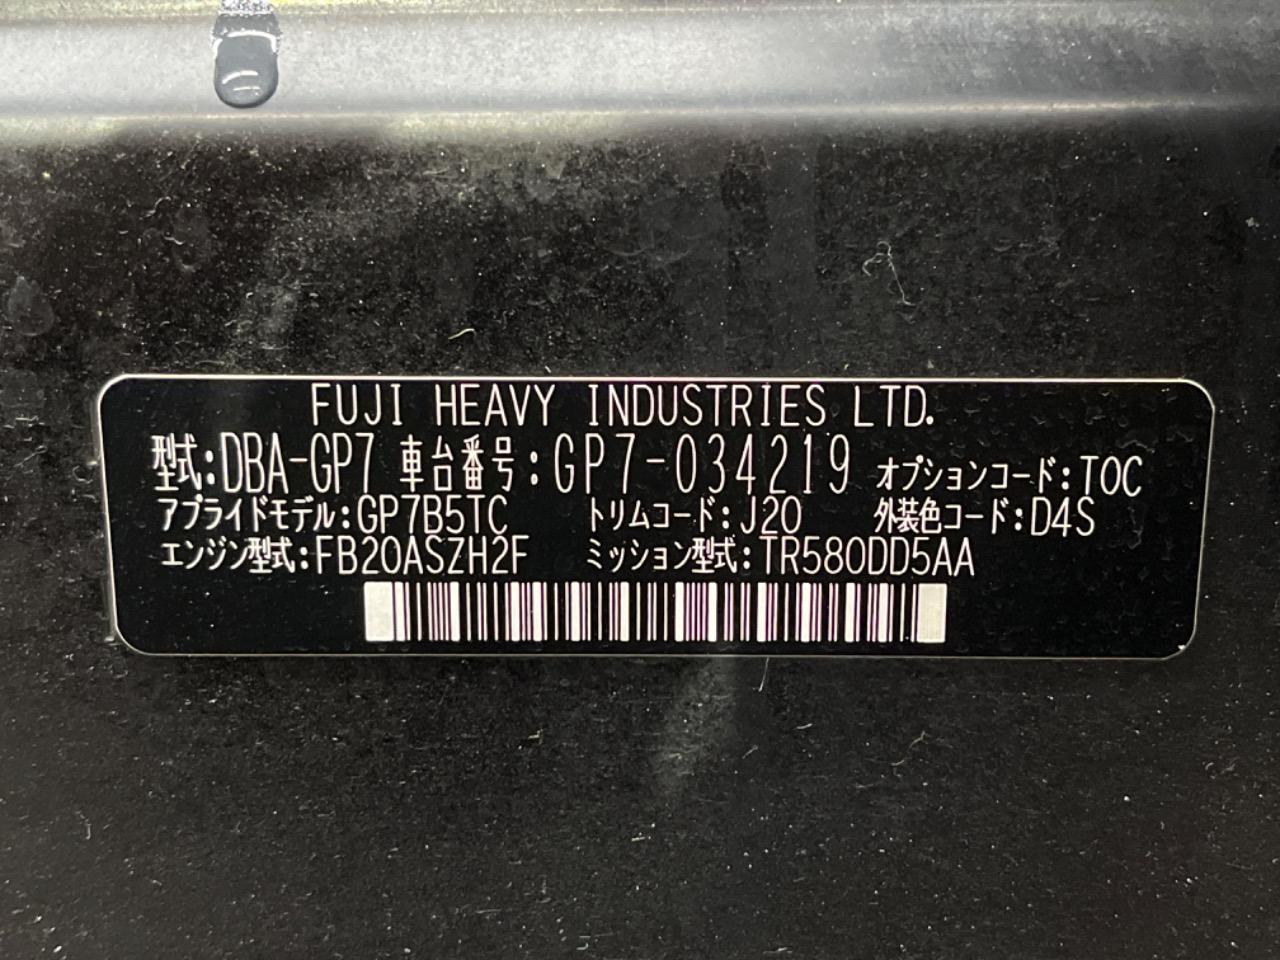 FUJI HEAVY INDUSTRIES LTD.
型式:DBA-GP7 車台番号:GP7-034219 オプションコード:TOC
アプライドモデル:GP7B5TC トリムコード:J20 外装色コード:D4S
エンジン型式:FB20ASZH2F ミッション型式:TR580DD5AA